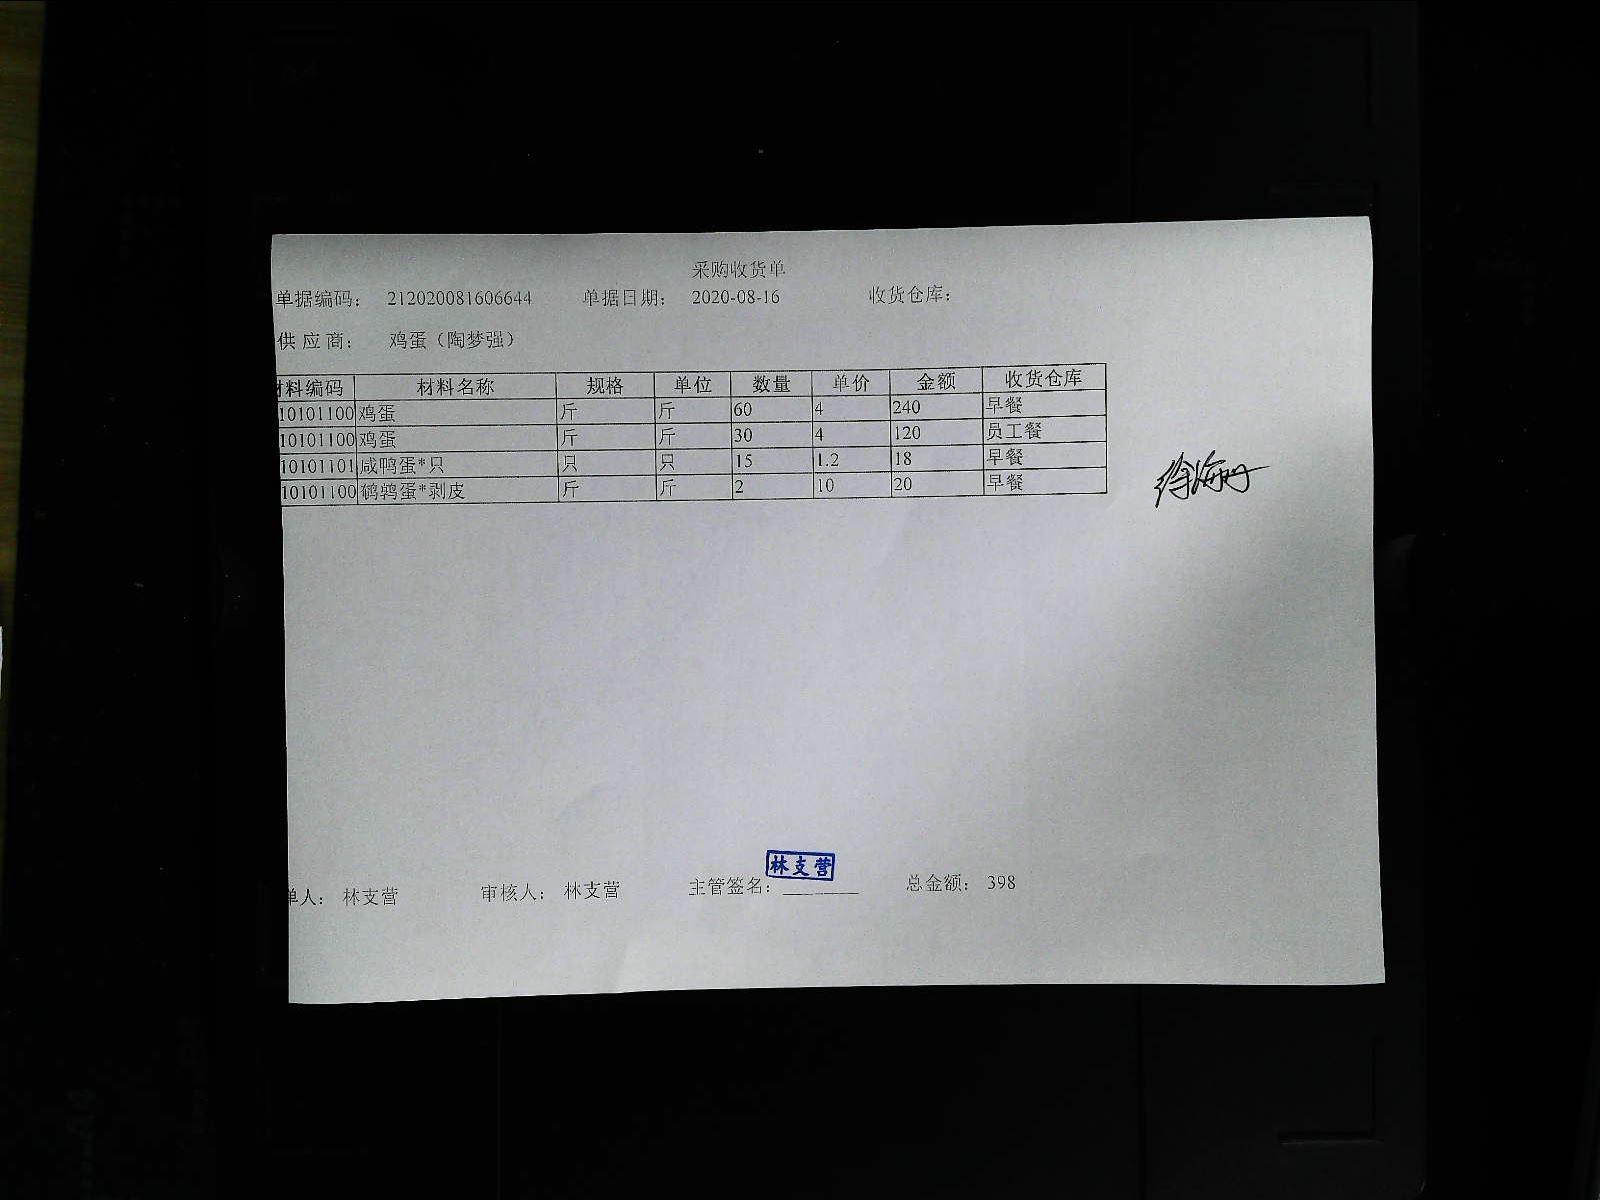 采购收货单
单据编码: 212020081606644 单据日期: 2020-08-16 收货仓库:
供 应 商: 鸡蛋(陶梦强)
材料编码 材料名称 规格 单位 数量 单价 金额 收货仓库
10101100 鸡蛋 斤 斤 60 4 240 早餐
10101100 鸡蛋 斤 斤 30 4 120 员工餐
10101101 咸鸭蛋*只 只 只 15 1.2 18 早餐
10101100 鹌鹑蛋*剥皮 斤 斤 2 10 20 早餐
林支营
单人: 林支营 审核人: 林支营 主管签名: 总金额: 398